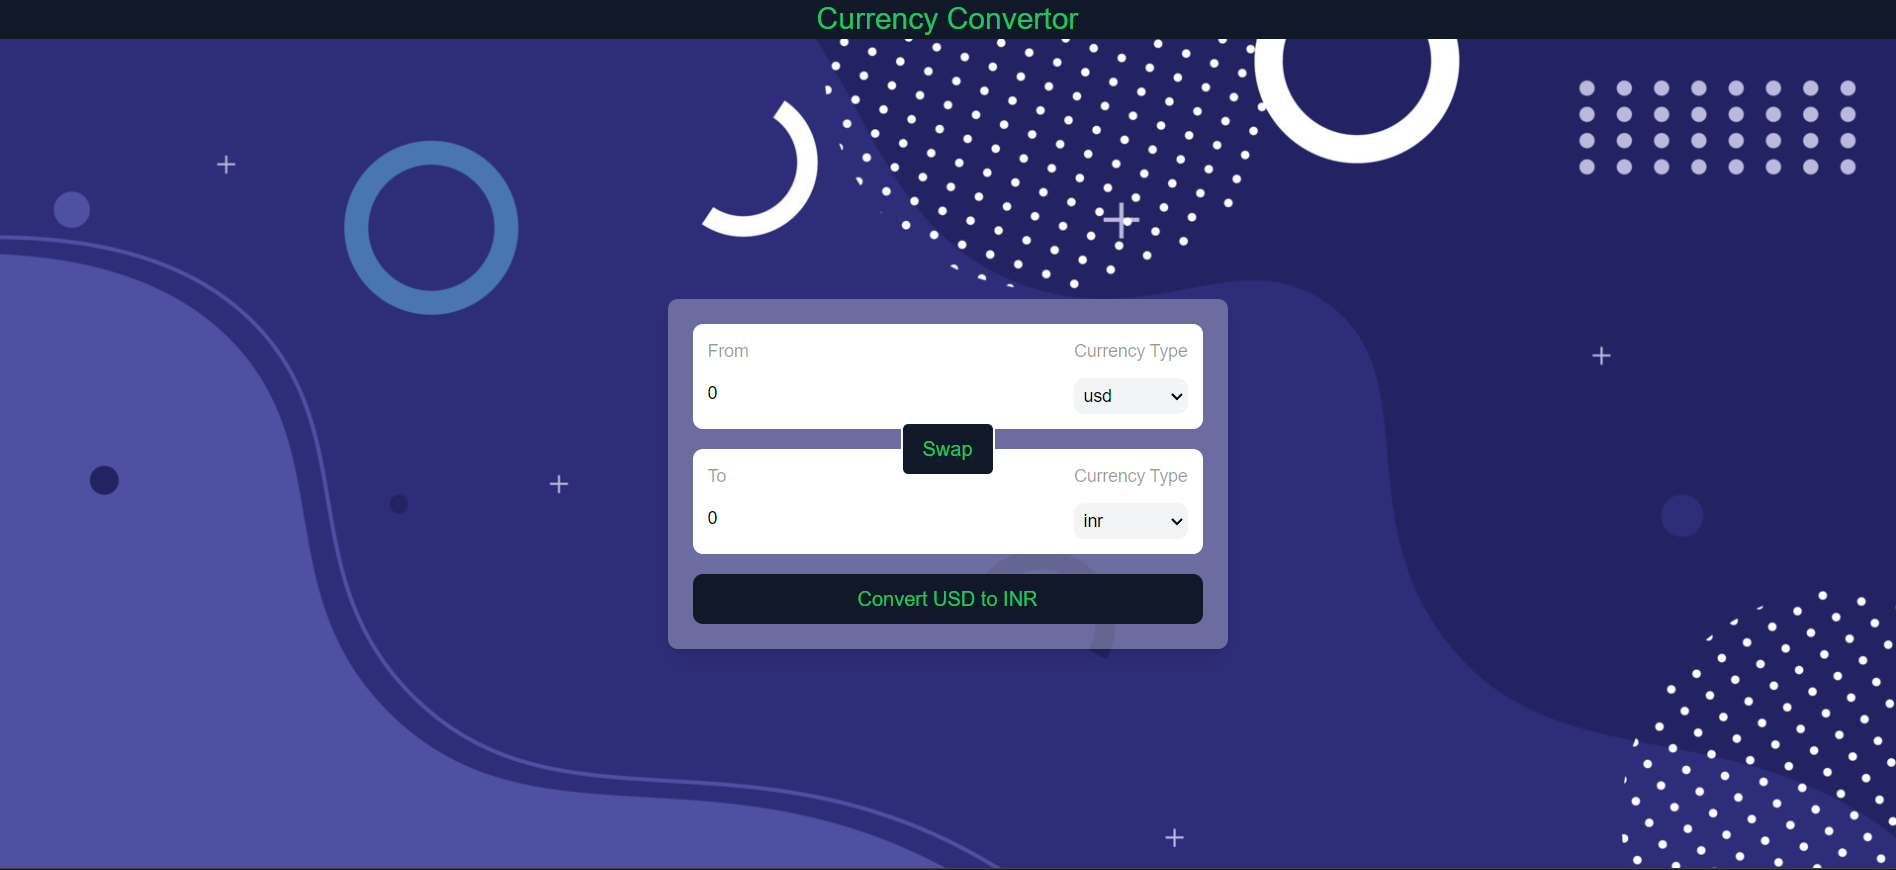 Currency Convertor
From
Currency Type
0
usd
Swap
To
Currency Type
0
inr
Convert USD to INR